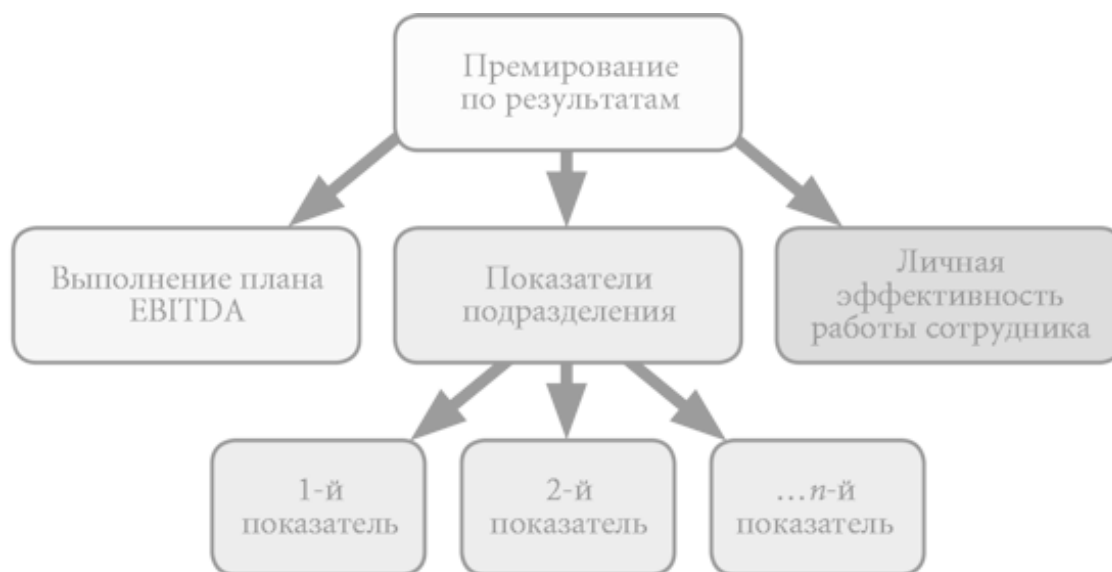 Премирование
по результатам
Выполнение плана
EBITDA
Показатели
подразделения
Личная
эффективность
работы сотрудника
1-й
показатель
2-й
показатель
…n-й
показатель